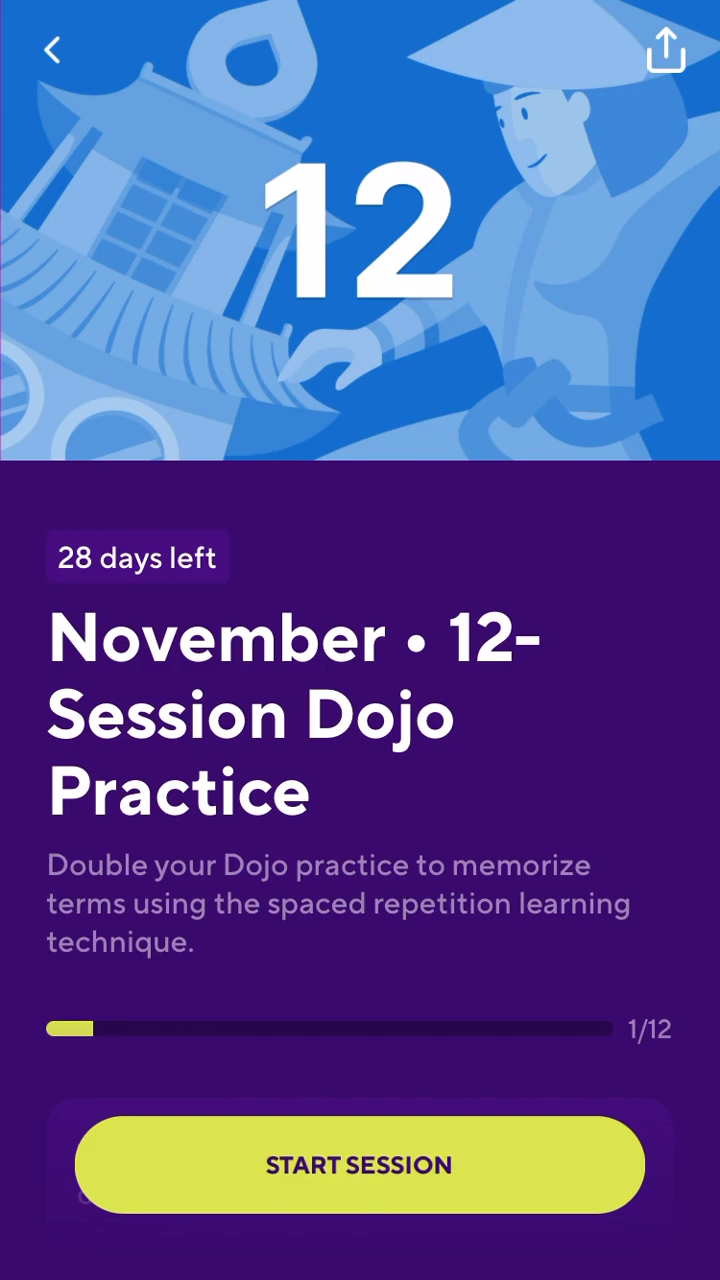 12
28 days left
November • 12-
Session Dojo
Practice
Double your Dojo practice to memorize
terms using the spaced repetition learning
technique.
1/12
START SESSION